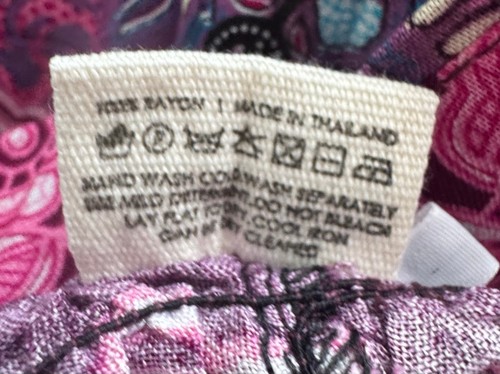 100% RAYON | MADE IN THAILAND
P
HAND WASH COLD WASH SEPARATELY
USE MILD DETERGENT, DO NOT BLEACH
LAY FLAT TO DRY, COOL IRON
CAN BE DRY CLEANED